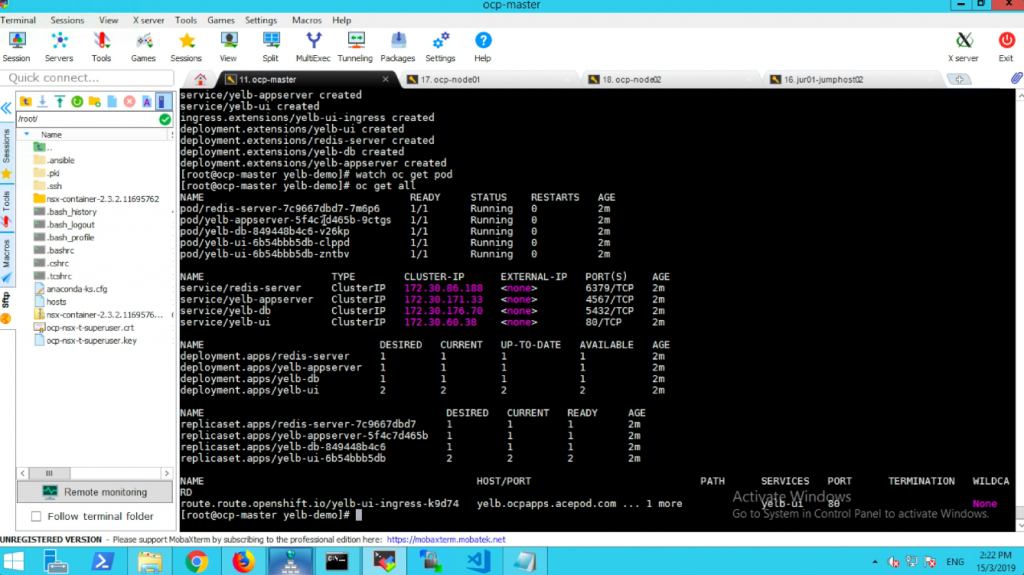 ocp-master
Terminal Sessions View X server Tools Games Settings Macros Help
Session Servers Tools Games Sessions View Split MultiExec Tunneling Packages Settings Help X server Exit
Quick connect...
11. ocp-master
17. ocp-node01
18. ocp-node02
16. jur01-jumphost02
Sessions
Tools
Macros
Sftp
/root/
Name
..
.ansible
.pki
.ssh
nsx-container-2.3.2.11695762
.bash_history
.bash_logout
.bash_profile
.bashrc
.cshrc
.tcshrc
anaconda-ks.cfg
hosts
nsx-container-2.3.2.1169576...
ocp-nsx-t-superuser.crt
ocp-nsx-t-superuser.key
Remote monitoring
Follow terminal folder
service/yelb-appserver created
service/yelb-ui created
ingress.extensions/yelb-ui-ingress created
deployment.extensions/yelb-ui created
deployment.extensions/redis-server created
deployment.extensions/yelb-db created
deployment.extensions/yelb-appserver created
[root@ocp-master yelb-demo]# watch oc get pod
[root@ocp-master yelb-demo]# oc get all
NAME READY STATUS RESTARTS AGE
pod/redis-server-7c9667dbd7-7m6p6 1/1 Running 0 2m
pod/yelb-appserver-5f4c7d465b-9ctgs 1/1 Running 0 2m
pod/yelb-db-849448b4c6-v26kp 1/1 Running 0 2m
pod/yelb-ui-6b54bbb5db-clppd 1/1 Running 0 2m
pod/yelb-ui-6b54bbb5db-zntbv 1/1 Running 0 2m
NAME TYPE CLUSTER-IP EXTERNAL-IP PORT(S) AGE
service/redis-server ClusterIP 172.30.86.188 <none> 6379/TCP 2m
service/yelb-appserver ClusterIP 172.30.171.33 <none> 4567/TCP 2m
service/yelb-db ClusterIP 172.30.176.70 <none> 5432/TCP 2m
service/yelb-ui ClusterIP 172.30.60.38 <none> 80/TCP 2m
NAME DESIRED CURRENT UP-TO-DATE AVAILABLE AGE
deployment.apps/redis-server 1 1 1 1 2m
deployment.apps/yelb-appserver 1 1 1 1 2m
deployment.apps/yelb-db 1 1 1 1 2m
deployment.apps/yelb-ui 2 2 2 2 2m
NAME DESIRED CURRENT READY AGE
replicaset.apps/redis-server-7c9667dbd7 1 1 1 2m
replicaset.apps/yelb-appserver-5f4c7d465b 1 1 1 2m
replicaset.apps/yelb-db-849448b4c6 1 1 1 2m
replicaset.apps/yelb-ui-6b54bbb5db 2 2 2 2m
NAME HOST/PORT PATH SERVICES PORT TERMINATION WILDCA
RD
route.route.openshift.io/yelb-ui-ingress-k9d74 yelb.ocpapps.acepod.com ... 1 more yelb-ui 80 None
[root@ocp-master yelb-demo]#
Activate Windows
Go to System in Control Panel to activate Windows.
UNREGISTERED VERSION - Please support MobaXterm by subscribing to the professional edition here: https://mobaxterm.mobatek.net
ENG
2:22 PM
15/3/2019